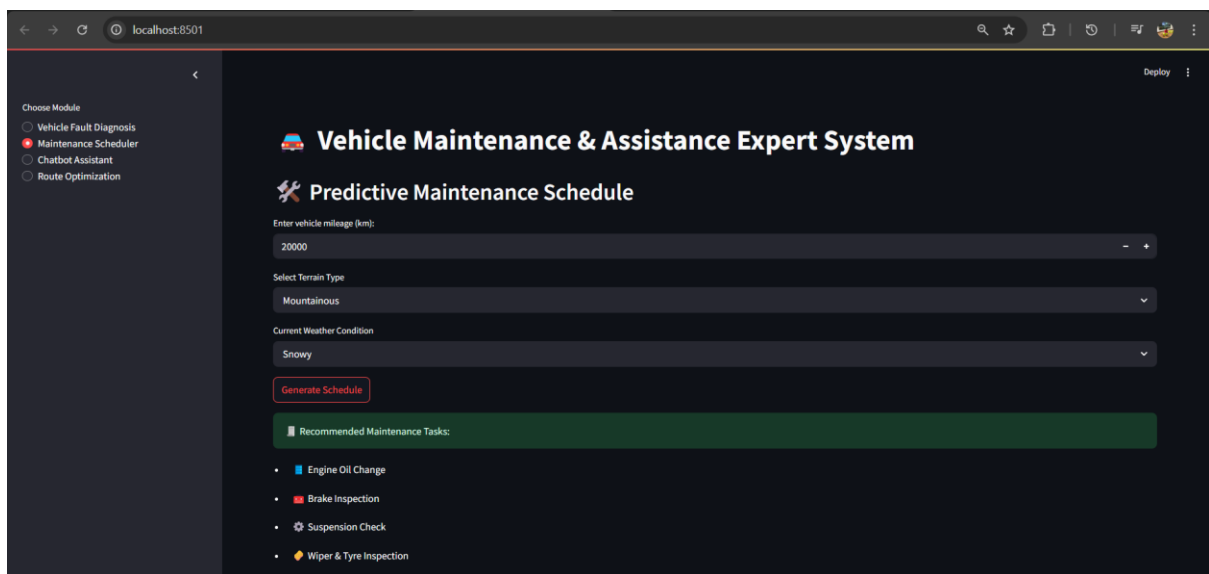 localhost:8501
Deploy
Choose Module
Vehicle Fault Diagnosis
Maintenance Scheduler
Chatbot Assistant
Route Optimization
Vehicle Maintenance & Assistance Expert System
Predictive Maintenance Schedule
Enter vehicle mileage (km):
20000
Select Terrain Type
Mountainous
Current Weather Condition
Snowy
Generate Schedule
Recommended Maintenance Tasks:
Engine Oil Change
Brake Inspection
Suspension Check
Wiper & Tyre Inspection